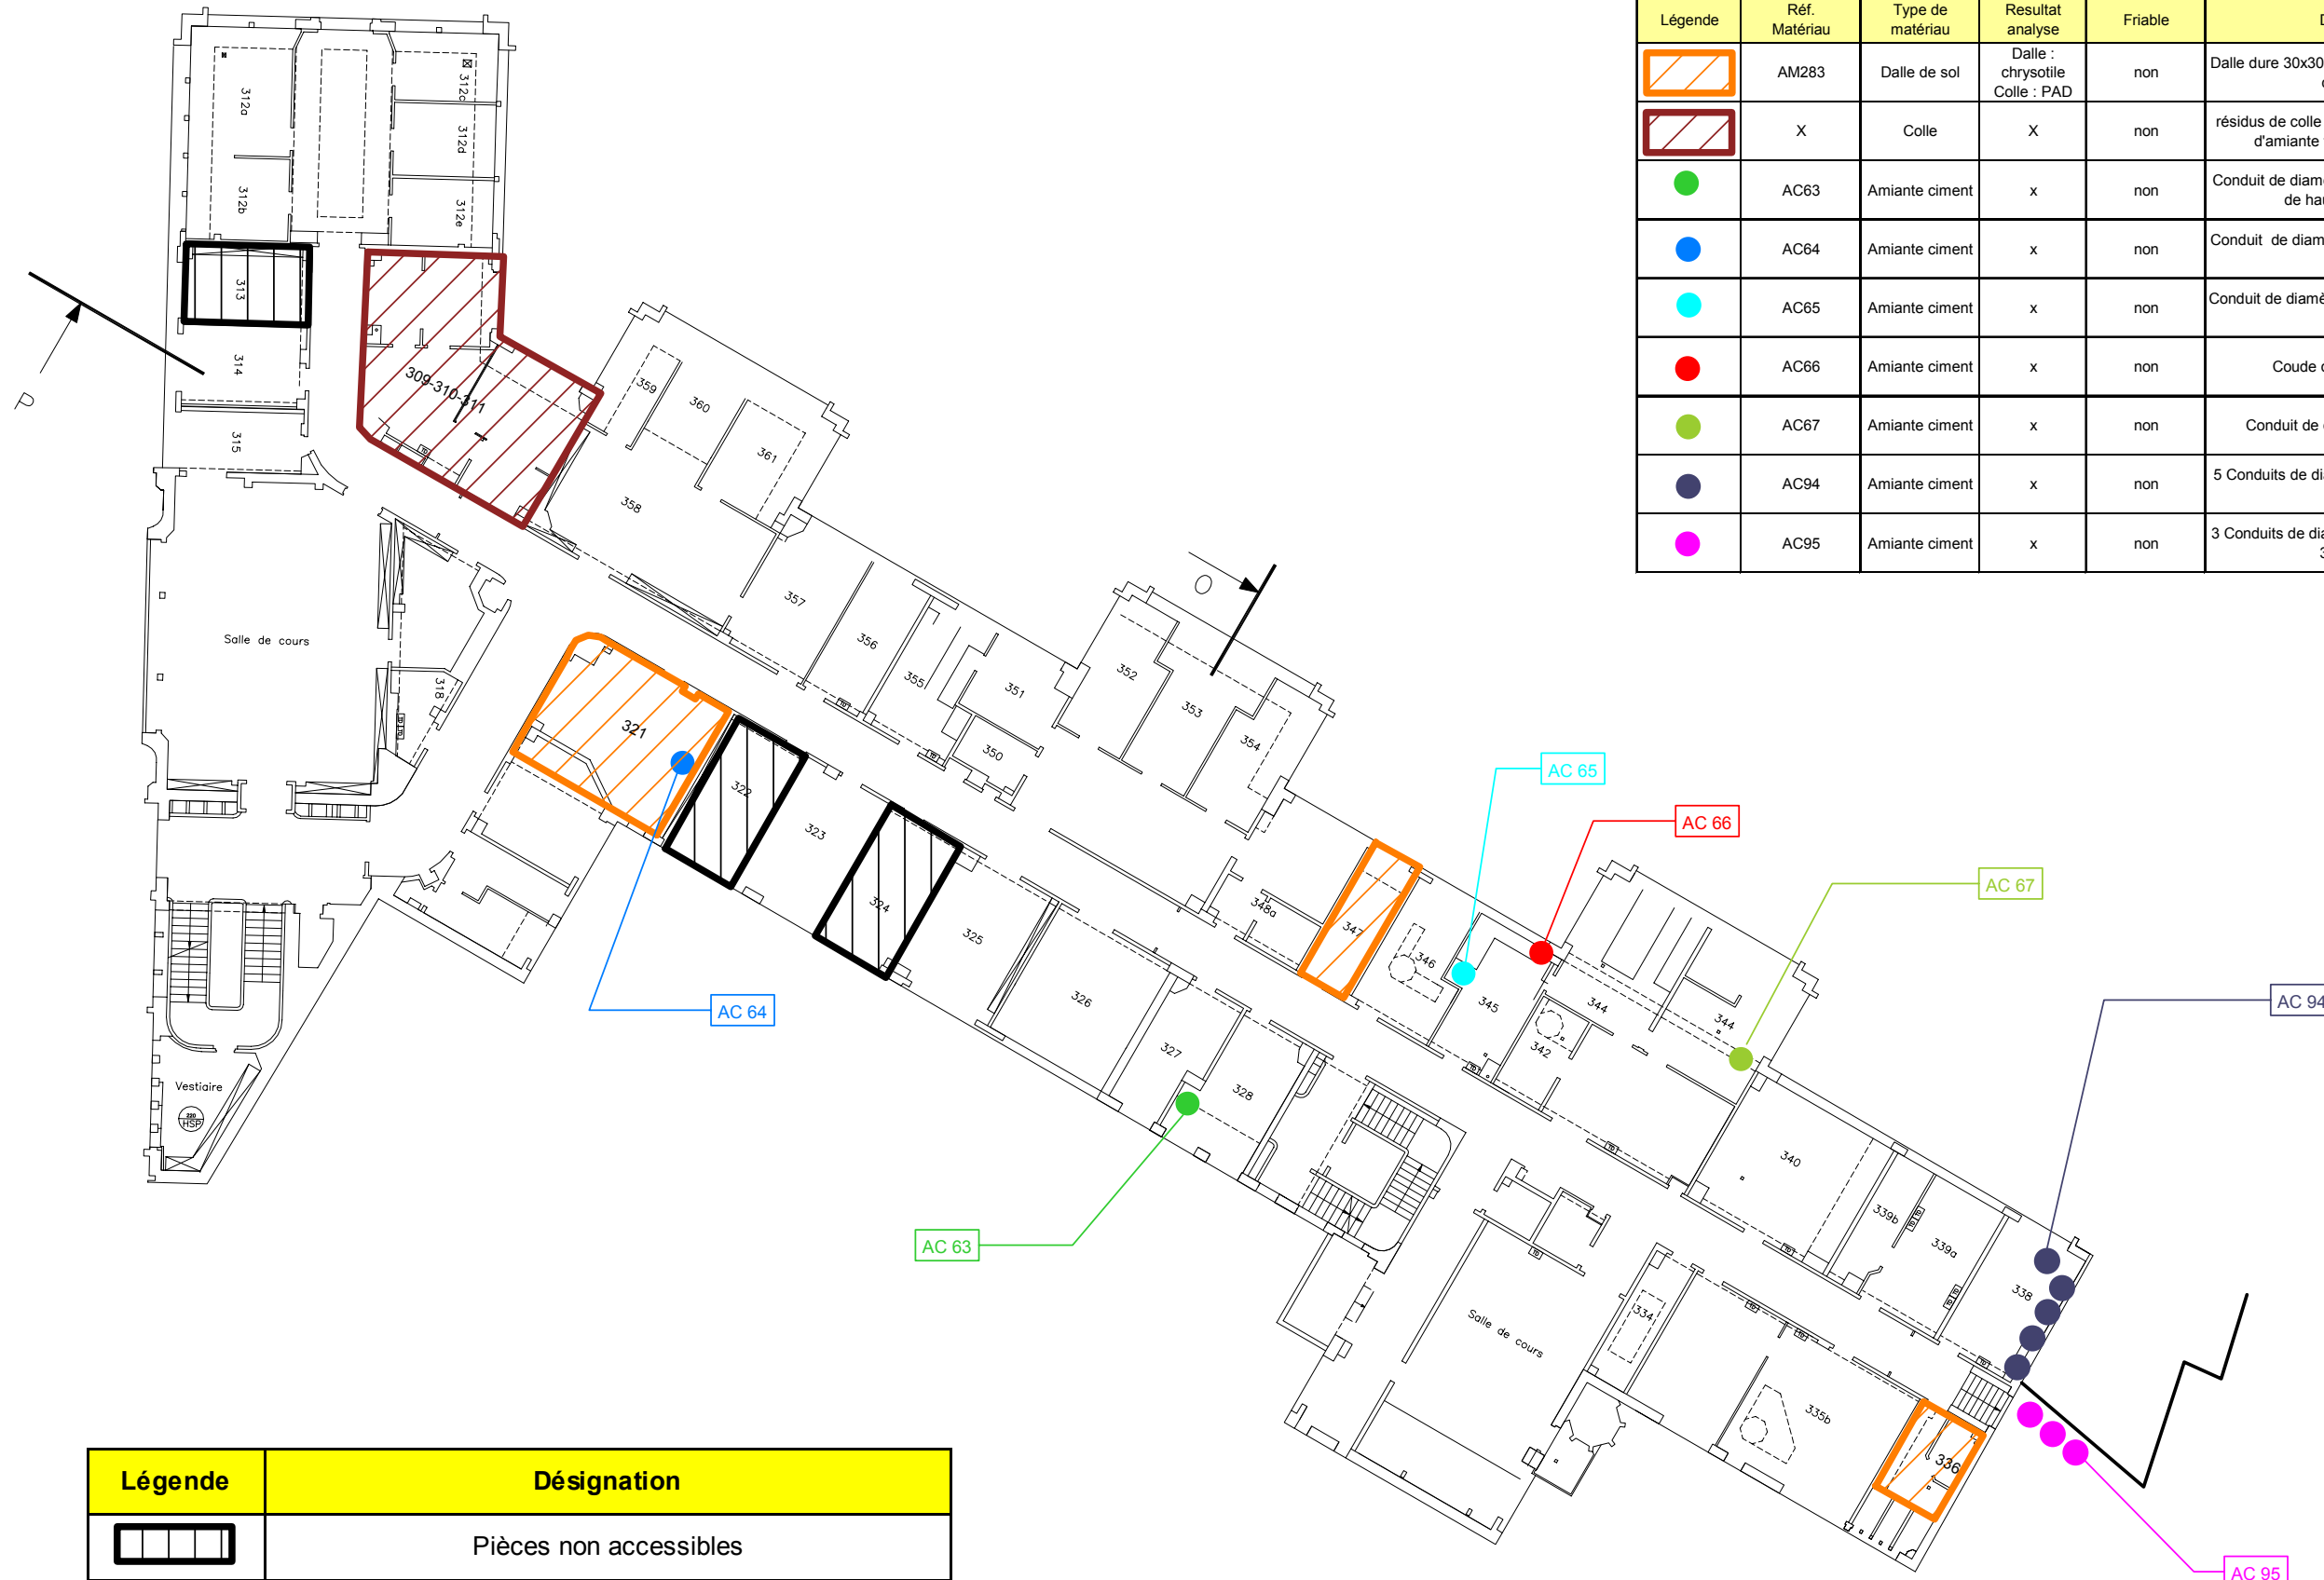 Légende
Réf.
Matériau
Type de
matériau
Resultat
analyse
Friable
AM283
Dalle de sol
Dalle :
chrysotile
Colle : PAD
non
Dalle dure 30x30
X
Colle
X
non
résidus de colle
d'amiante
AC63
Amiante ciment
x
non
Conduit de
AC64
Amiante ciment
x
non
Conduit de
AC65
Amiante ciment
x
non
Conduit de
AC66
Amiante ciment
x
non
Coude
AC67
Amiante ciment
x
non
Conduit de
AC94
Amiante ciment
x
non
5 Conduits de
AC95
Amiante ciment
x
non
3 Conduits de
312a
312c
312d
312b
312e
313
314
315
P
309-310-311
359
360
361
358
357
356
355
351
350
352
353
354
O
Salle de cours
318
321
322
323
324
325
326
327
328
348a
347
346
345
344
344
342
340
339b
339a
338
334
335b
336
Salle de cours
Vestiaire
220
HSP
AC 65
AC 66
AC 67
AC 94
AC 64
AC 63
AC 95
Légende
Désignation
Pièces non accessibles